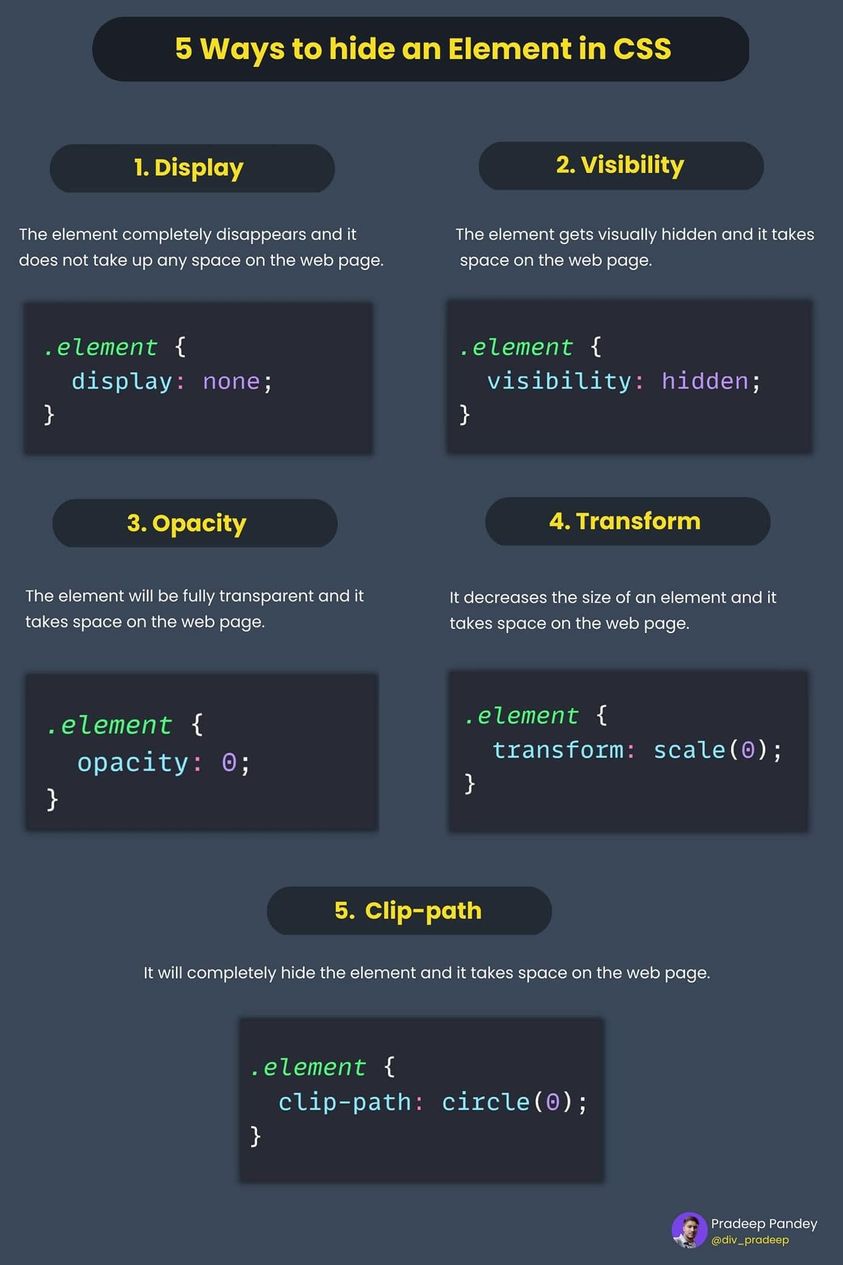 5 Ways to hide an Element in CSS
1. Display
The element completely disappears and it
does not take up any space on the web page.
.element {
  display: none;
}
2. Visibility
The element gets visually hidden and it takes
space on the web page.
.element {
  visibility: hidden;
}
3. Opacity
The element will be fully transparent and it
takes space on the web page.
.element {
  opacity: 0;
}
4. Transform
It decreases the size of an element and it
takes space on the web page.
.element {
  transform: scale(0);
}
5. Clip-path
It will completely hide the element and it takes space on the web page.
.element {
  clip-path: circle(0);
}
Pradeep Pandey
@div_pradeep